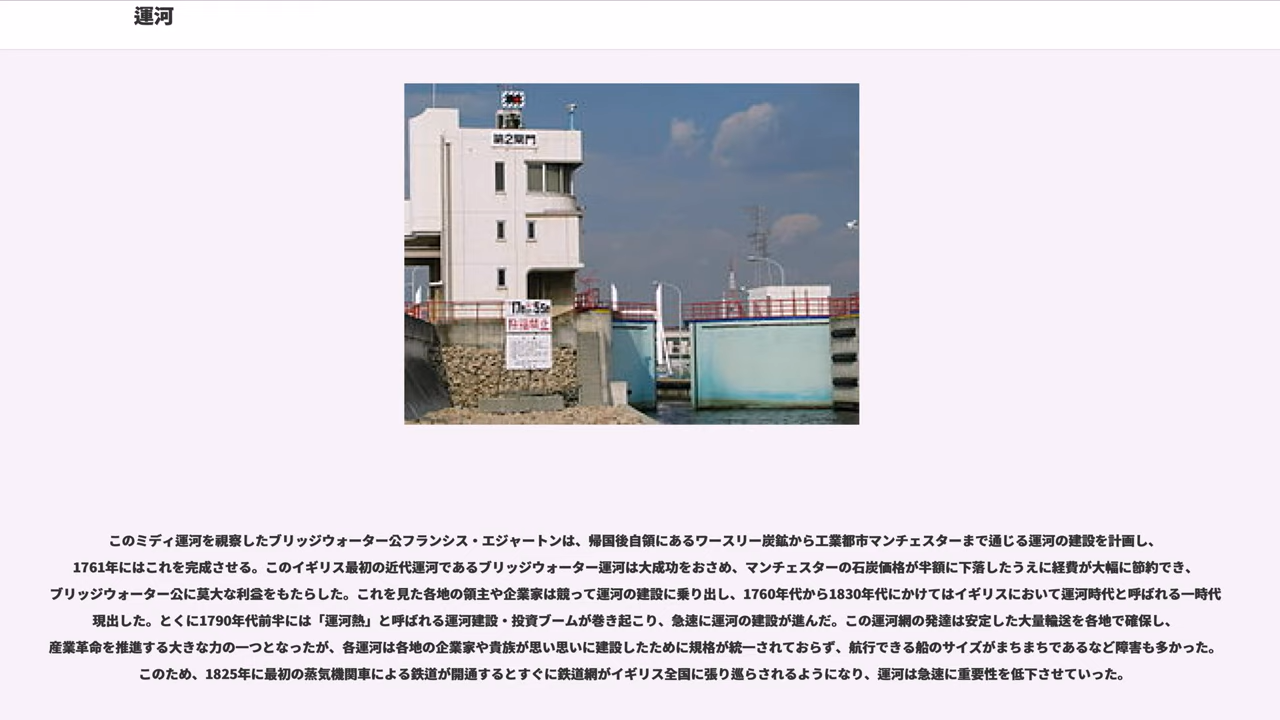 運河
第2閘門
駐車禁止
このミディ運河を視察したブリッジウォーター公フランシス・エジャートンは、帰国後自領にあるワースリー炭鉱から工業都市マンチェスターまで通じる運河の建設を計画し、
1761年にはこれを完成させる。このイギリス最初の近代運河であるブリッジウォーター運河は大成功をおさめ、マンチェスターの石炭価格が半額に下落したうえに経費が大幅に節約でき、
ブリッジウォーター公に莫大な利益をもたらした。これを見た各地の領主や企業家は競って運河の建設に乗り出し、1760年代から1830年代にかけてはイギリスにおいて運河時代と呼ばれる一時代
現出した。とくに1790年代前半には「運河熱」と呼ばれる運河建設・投資ブームが巻き起こり、急速に運河の建設が進んだ。この運河網の発達は安定した大量輸送を各地で確保し、
産業革命を推進する大きな力の一つとなったが、各運河は各地の企業家や貴族が思い思いに建設したために規格が統一されておらず、航行できる船のサイズがまちまちであるなど障害も多かった。
このため、1825年に最初の蒸気機関車による鉄道が開通するとすぐに鉄道網がイギリス全国に張り巡らされるようになり、運河は急速に重要性を低下させていった。